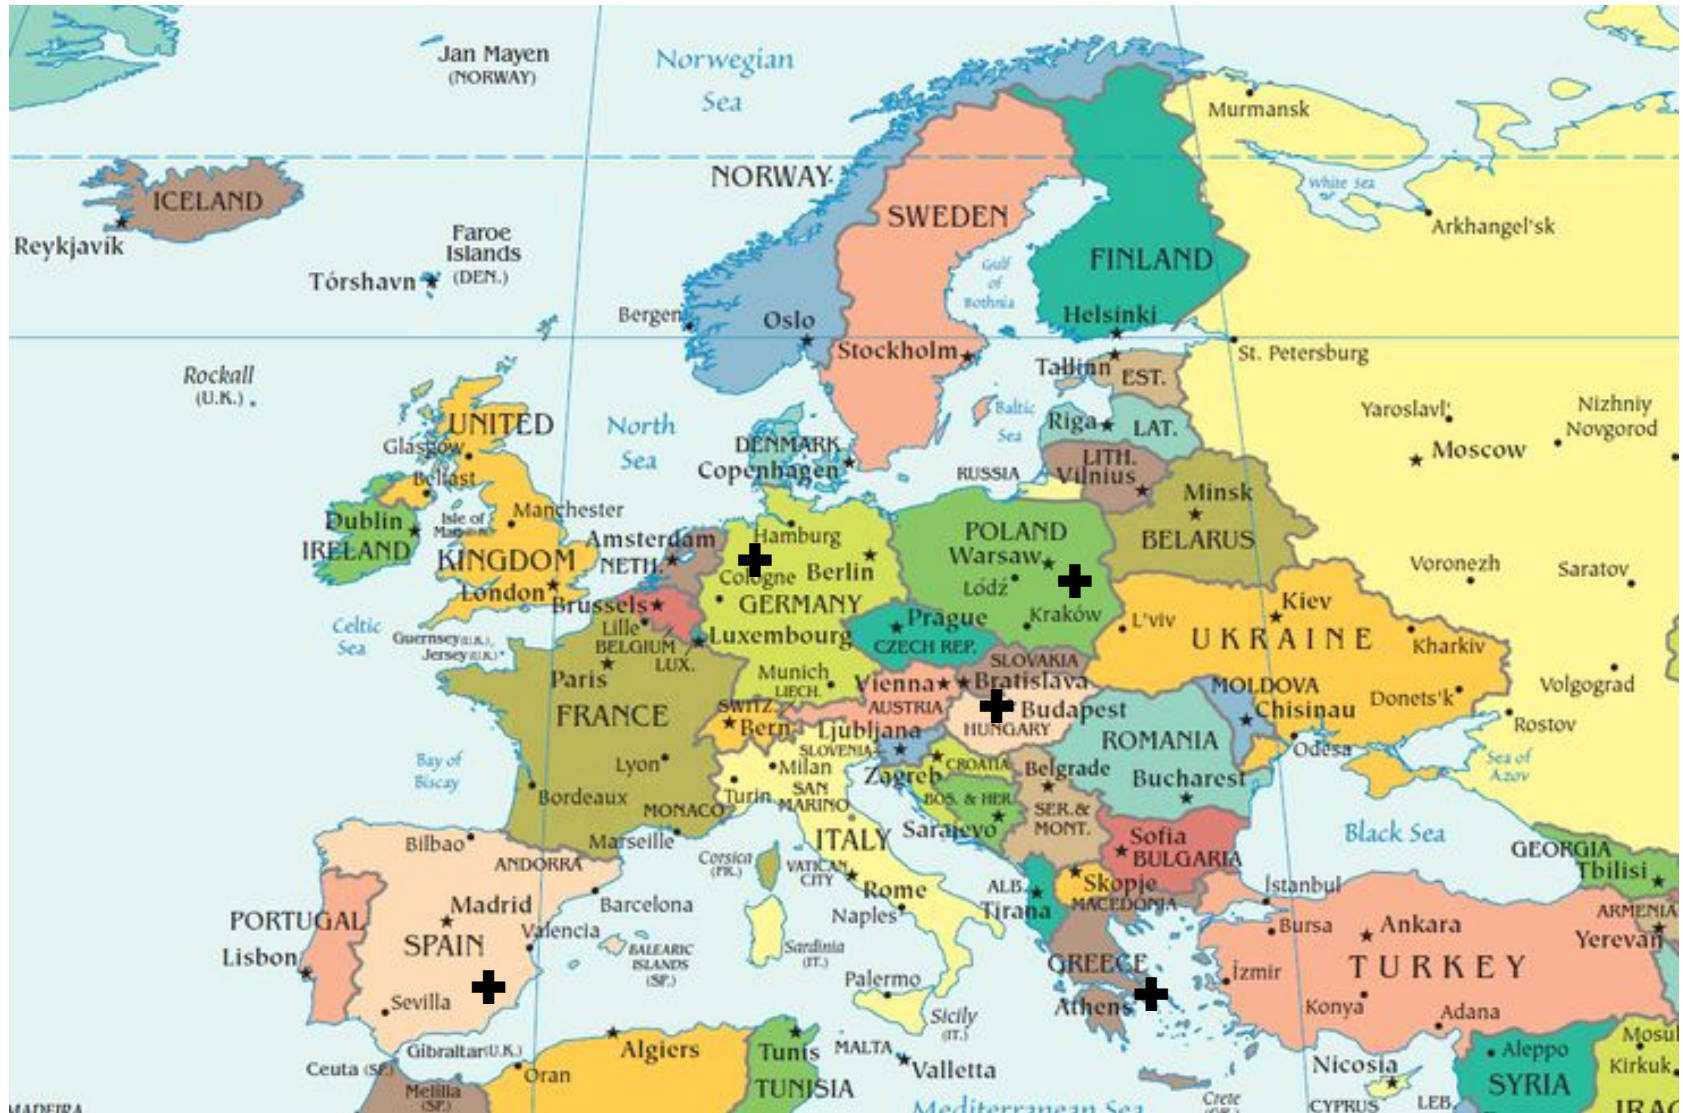 Jan Mayen
(NORWAY)
Norwegian
Sea
Murmansk
NORWAY
White Sea
ICELAND
Reykjavík
SWEDEN
Arkhangel'sk
Faroe
Islands
(DEN.)
Tórshavn
FINLAND
Gulf
of
Bothnia
Bergen
Oslo
Helsinki
Stockholm
St. Petersburg
Tallinn
EST.
Rockall
(U.K.)
Baltic
Sea
Riga
LAT.
Yaroslavl'
Nizhniy
Novgorod
Moscow
UNITED
KINGDOM
Glasgow
North
Sea
DENMARK
Copenhagen
LITH.
Vilnius
RUSSIA
Belfast
Minsk
BELARUS
Dublin
IRELAND
Isle of
Man (U.K.)
Manchester
Amsterdam
NETH.
Hamburg
POLAND
Warsaw
Łódź
Kraków
London
Cologne
Berlin
GERMANY
Voronezh
Saratov
Brussels
Lille
BELGIUM
LUX.
Luxembourg
Prague
CZECH REP.
L'viv
Kiev
UKRAINE
Kharkiv
Celtic
Sea
Guernsey (U.K.)
Jersey (U.K.)
Paris
Munich
LIECH.
SLOVAKIA
Vienna
Bratislava
AUSTRIA
MOLDOVA
Chisinau
Donets'k
Volgograd
FRANCE
SWITZ.
Bern
Budapest
HUNGARY
Ljubljana
SLOVENIA
ROMANIA
Odesa
Rostov
Sea of
Azov
Bay of
Biscay
Lyon
Milan
Turin
SAN
MARINO
Zagreb
CROATIA
Belgrade
Bucharest
Bordeaux
MONACO
BOS. & HER.
SER.&
MONT.
Marseille
ITALY
Sarajevo
Sofia
BULGARIA
Black Sea
GEORGIA
Tbilisi
Bilbao
ANDORRA
Corsica
(FR.)
VATICAN
CITY
Rome
ALB.
Tirana
Skopje
MACEDONIA
İstanbul
Madrid
Barcelona
Naples
PORTUGAL
Lisbon
SPAIN
Valencia
BALEARIC
ISLANDS
(SP.)
Sardinia
(IT.)
Bursa
Ankara
ARMENIA
Yerevan
GREECE
Athens
İzmir
TURKEY
Palermo
Sevilla
Sicily
(IT.)
Konya
Adana
Gibraltar (U.K.)
Algiers
Tunis
TUNISIA
MALTA
Valletta
Nicosia
CYPRUS
Aleppo
SYRIA
Mosul
Kirkuk
Ceuta (SP.)
Melilla
(SP.)
Oran
Crete
(GR.)
LEB.
IRAQ
MADEIRA
Mediterranean Sea